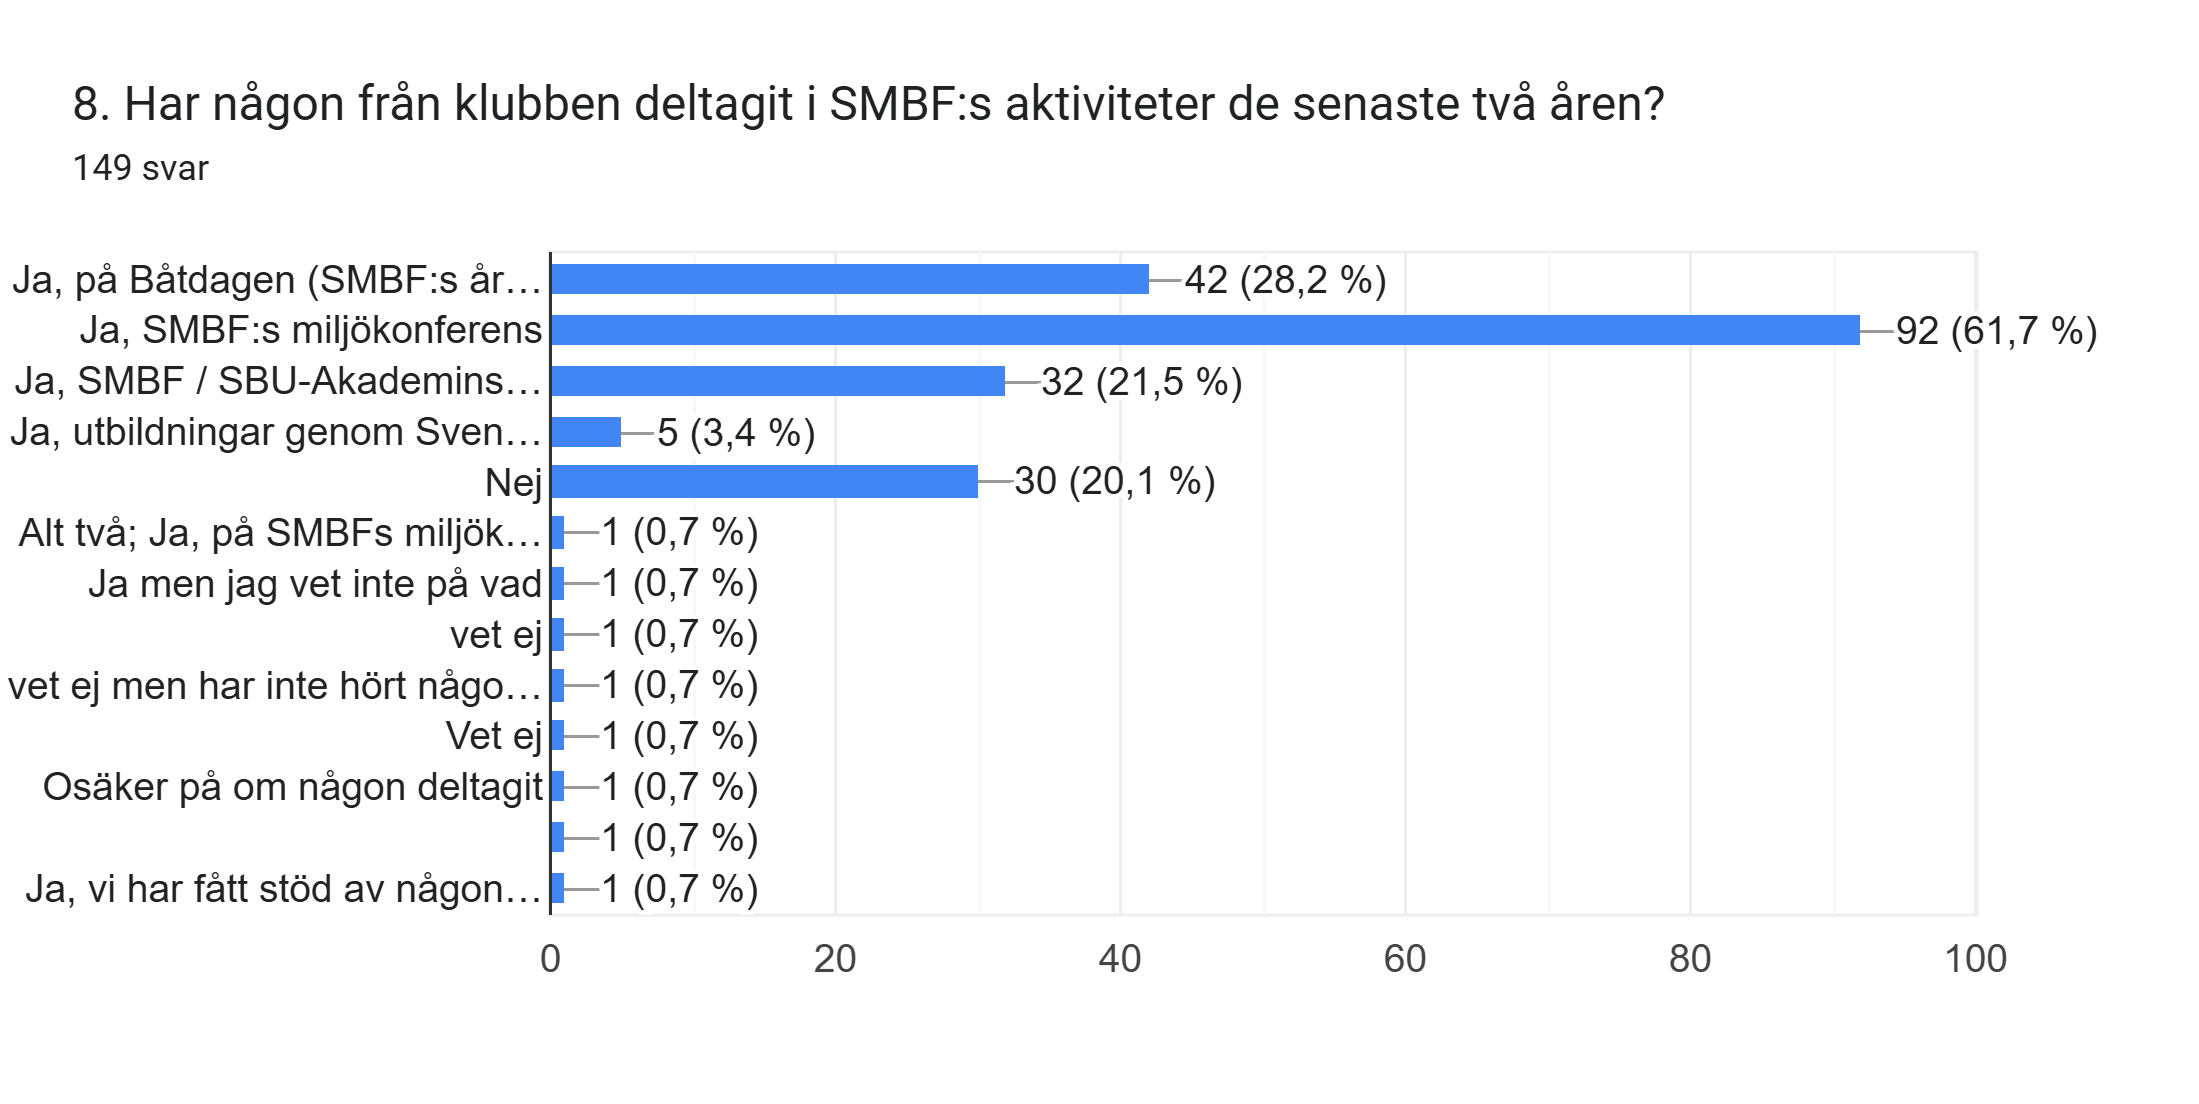 8. Har någon från klubben deltagit i SMBF:s aktiviteter de senaste två åren?
149 svar
Ja, på Båtdagen (SMBF:s år… 42 (28,2 %)
Ja, SMBF:s miljökonferens 92 (61,7 %)
Ja, SMBF / SBU-Akademins… 32 (21,5 %)
Ja, utbildningar genom Sven… 5 (3,4 %)
Nej 30 (20,1 %)
Alt två; Ja, på SMBFs miljök… 1 (0,7 %)
Ja men jag vet inte på vad 1 (0,7 %)
vet ej 1 (0,7 %)
vet ej men har inte hört någo… 1 (0,7 %)
Vet ej 1 (0,7 %)
Osäker på om någon deltagit 1 (0,7 %)
1 (0,7 %)
Ja, vi har fått stöd av någon… 1 (0,7 %)
0 20 40 60 80 100